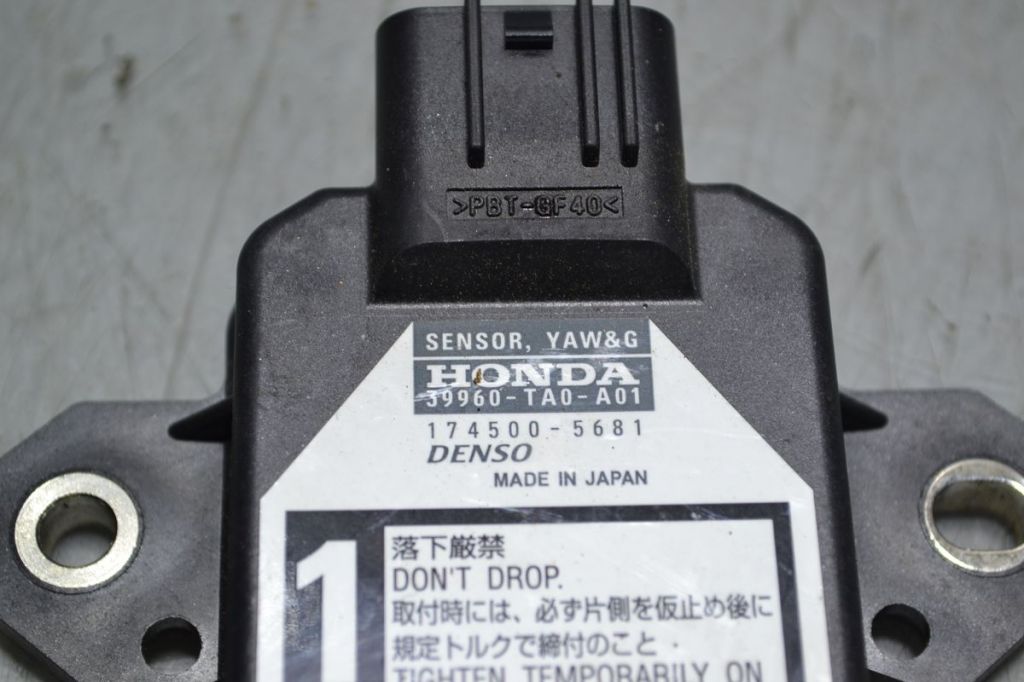 >PBT-GF40<
SENSOR, YAW&G
HONDA
39960-TA0-A01
174500-5681
DENSO
MADE IN JAPAN
1
落下厳禁
DON'T DROP.
取付時には、必ず片側を仮止め後に
規定トルクで締付のこと
TIGHTEN TEMPORARILY ON